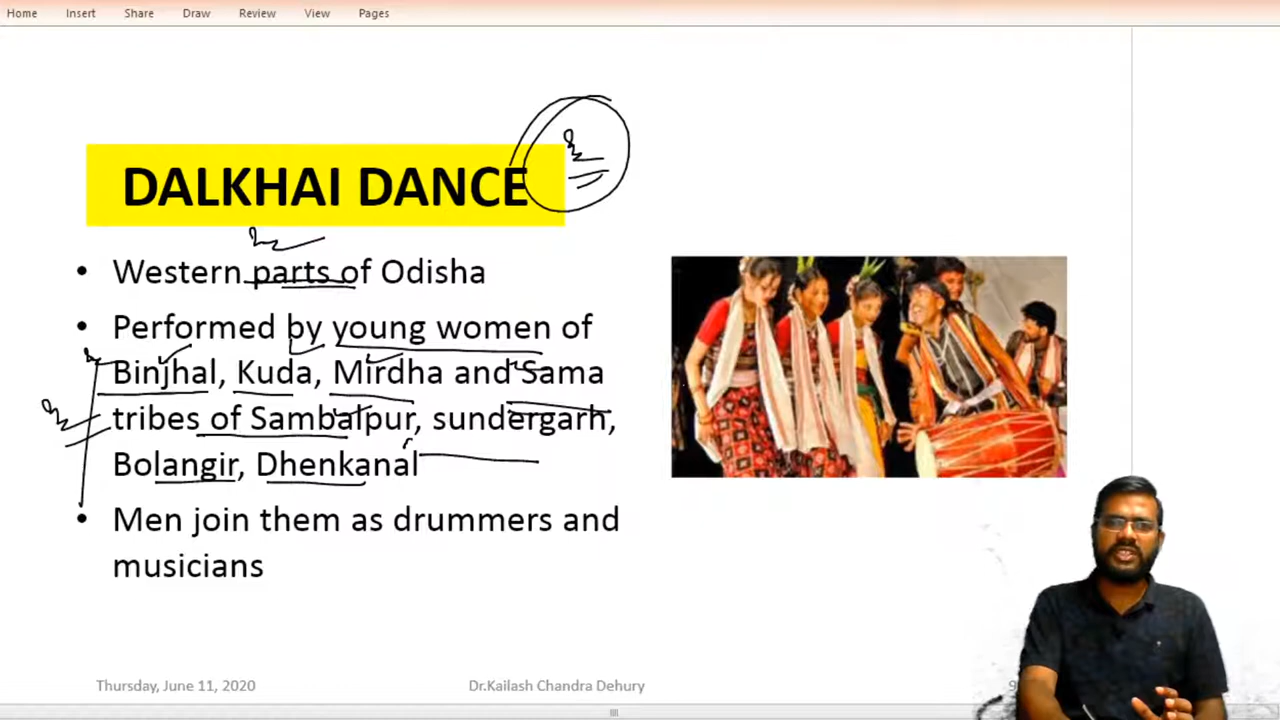 Home Insert Share Draw Review View Pages
DALKHAI DANCE
• Western parts of Odisha
• Performed by young women of
Binjhal, Kuda, Mirdha and Sama
tribes of Sambalpur, sundergarh,
Bolangir, Dhenkanal
• Men join them as drummers and
musicians
Thursday, June 11, 2020 Dr.Kailash Chandra Dehury